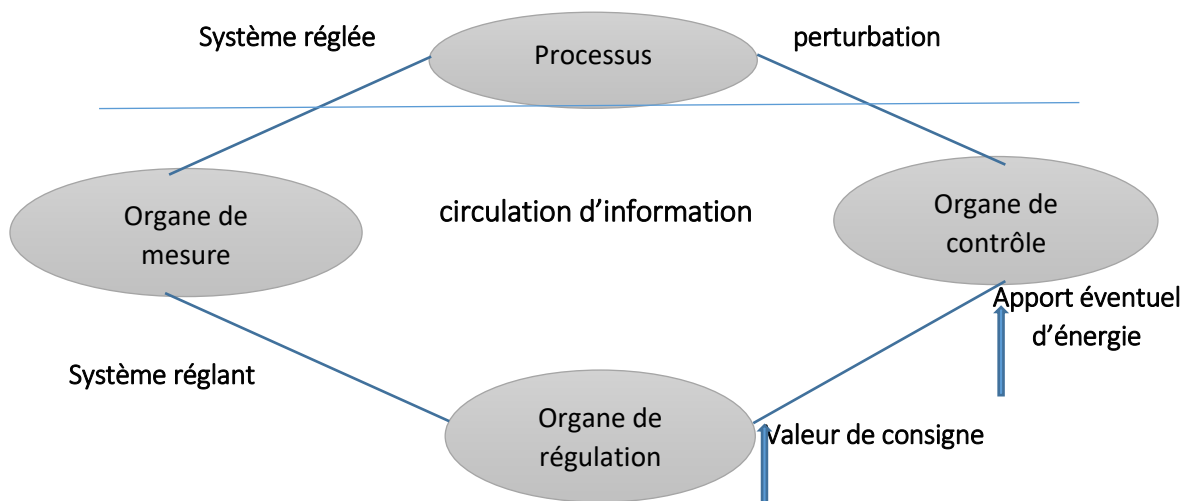 Système réglée
Processus
perturbation
Organe de
mesure
circulation d’information
Organe de
contrôle
Apport éventuel
d’énergie
Système réglant
Organe de
régulation
Valeur de consigne